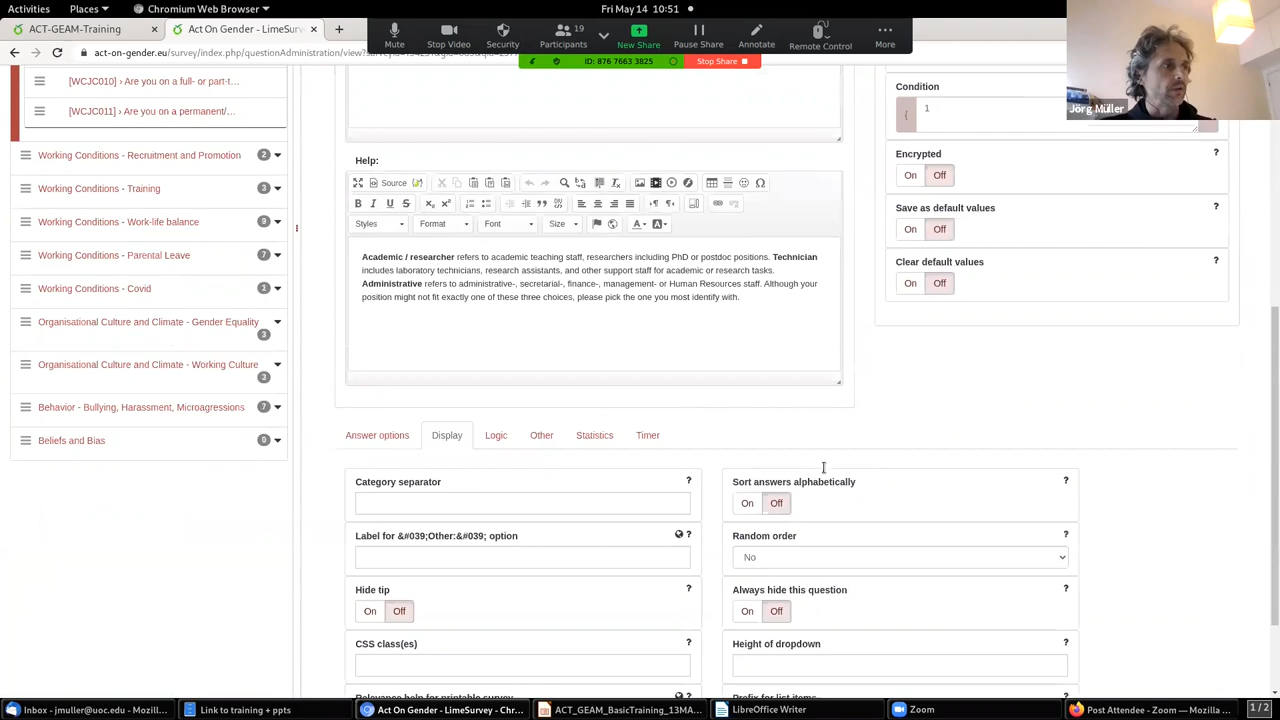 Activities
Places
Chromium Web Browser
Fri May 14 10:51
ACT-GEAM-Training
Act On Gender - LimeSurvey
act-on-gender.eu/survey/index.php/questionAdministration/view?
Mute
Stop Video
Security
Participants
19
New Share
Pause Share
Annotate
Remote Control
More
ID: 876 7663 3825
Stop Share
Jörg Müller
[WCJC010] › Are you on a full- or part-t…
[WCJC011] › Are you on a permanent/…
Working Conditions - Recruitment and Promotion 2
Working Conditions - Training 3
Working Conditions - Work-life balance 9
Working Conditions - Parental Leave 7
Working Conditions - Covid 2
Organisational Culture and Climate - Gender Equality
3
Organisational Culture and Climate - Working Culture
3
Behavior - Bullying, Harassment, Microagressions 7
Beliefs and Bias 0
Help:
Source
Styles Format Font Size
Academic / researcher refers to academic teaching staff, researchers including PhD or postdoc positions. Technician
includes laboratory technicians, research assistants, and other support staff for academic or research tasks.
Administrative refers to administrative-, secretarial-, finance-, management- or Human Resources staff. Although your
position might not fit exactly one of these three choices, please pick the one you most identify with.
Condition
{ 1
Encrypted ?
On Off
Save as default values ?
On Off
Clear default values ?
On Off
Answer options Display Logic Other Statistics Timer
Category separator ?
Label for &#039;Other:&#039; option ?
Hide tip ?
On Off
CSS class(es) ?
Relevance help for printable survey ?
Sort answers alphabetically ?
On Off
Random order ?
No
Always hide this question ?
On Off
Height of dropdown ?
Prefix for list items ?
Inbox - jmuller@uoc.edu - Mozill…
Link to training + ppts
Act On Gender - LimeSurvey - Chr…
ACT_GEAM_BasicTraining_13MA…
LibreOffice Writer
Zoom
Post Attendee - Zoom — Mozilla …
1 / 2